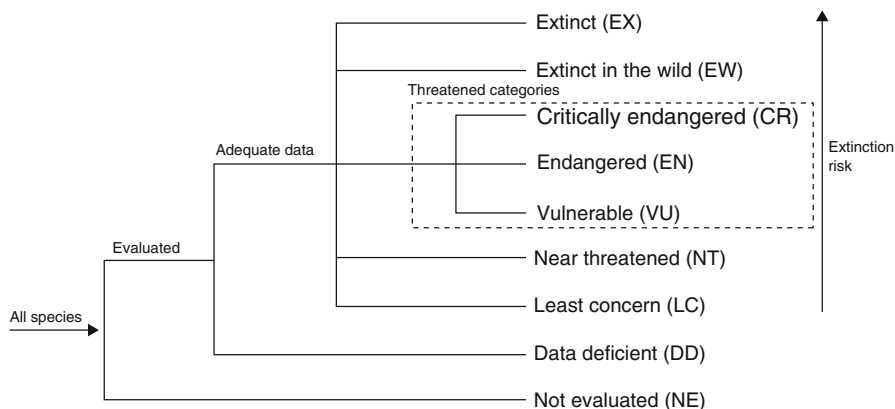 Extinct (EX)
Extinct in the wild (EW)
Threatened categories
Critically endangered (CR)
Adequate data
Endangered (EN)
Extinction
risk
Vulnerable (VU)
Evaluated
Near threatened (NT)
Least concern (LC)
All species
Data deficient (DD)
Not evaluated (NE)